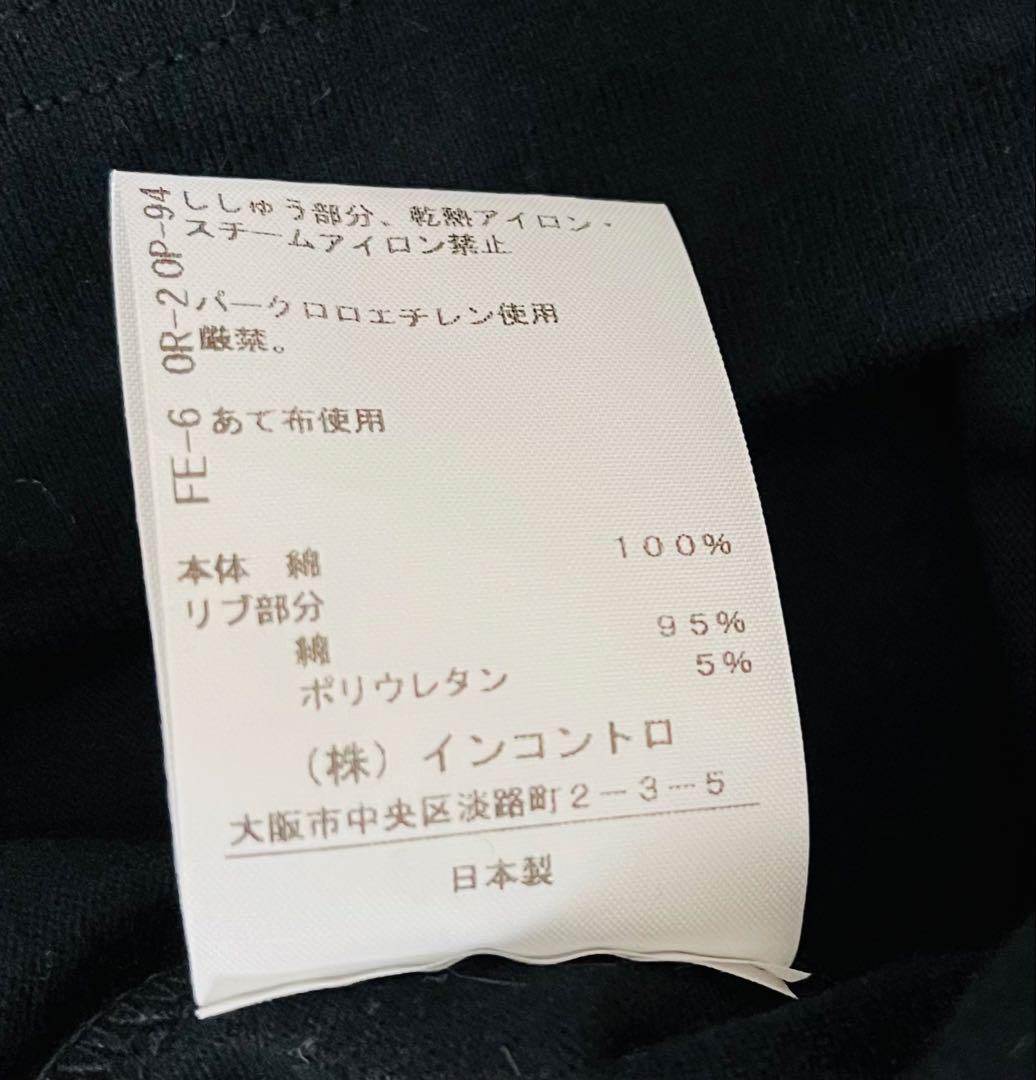 OP-94 ししゅう部分、乾熱アイロン・
スチームアイロン禁止
OR-2 パークロロエチレン使用
厳禁。
FE-6 あて布使用
本体 綿 100%
リブ部分
綿 95%
ポリウレタン 5%
(株)インコントロ
大阪市中央区淡路町2-3-5
日本製